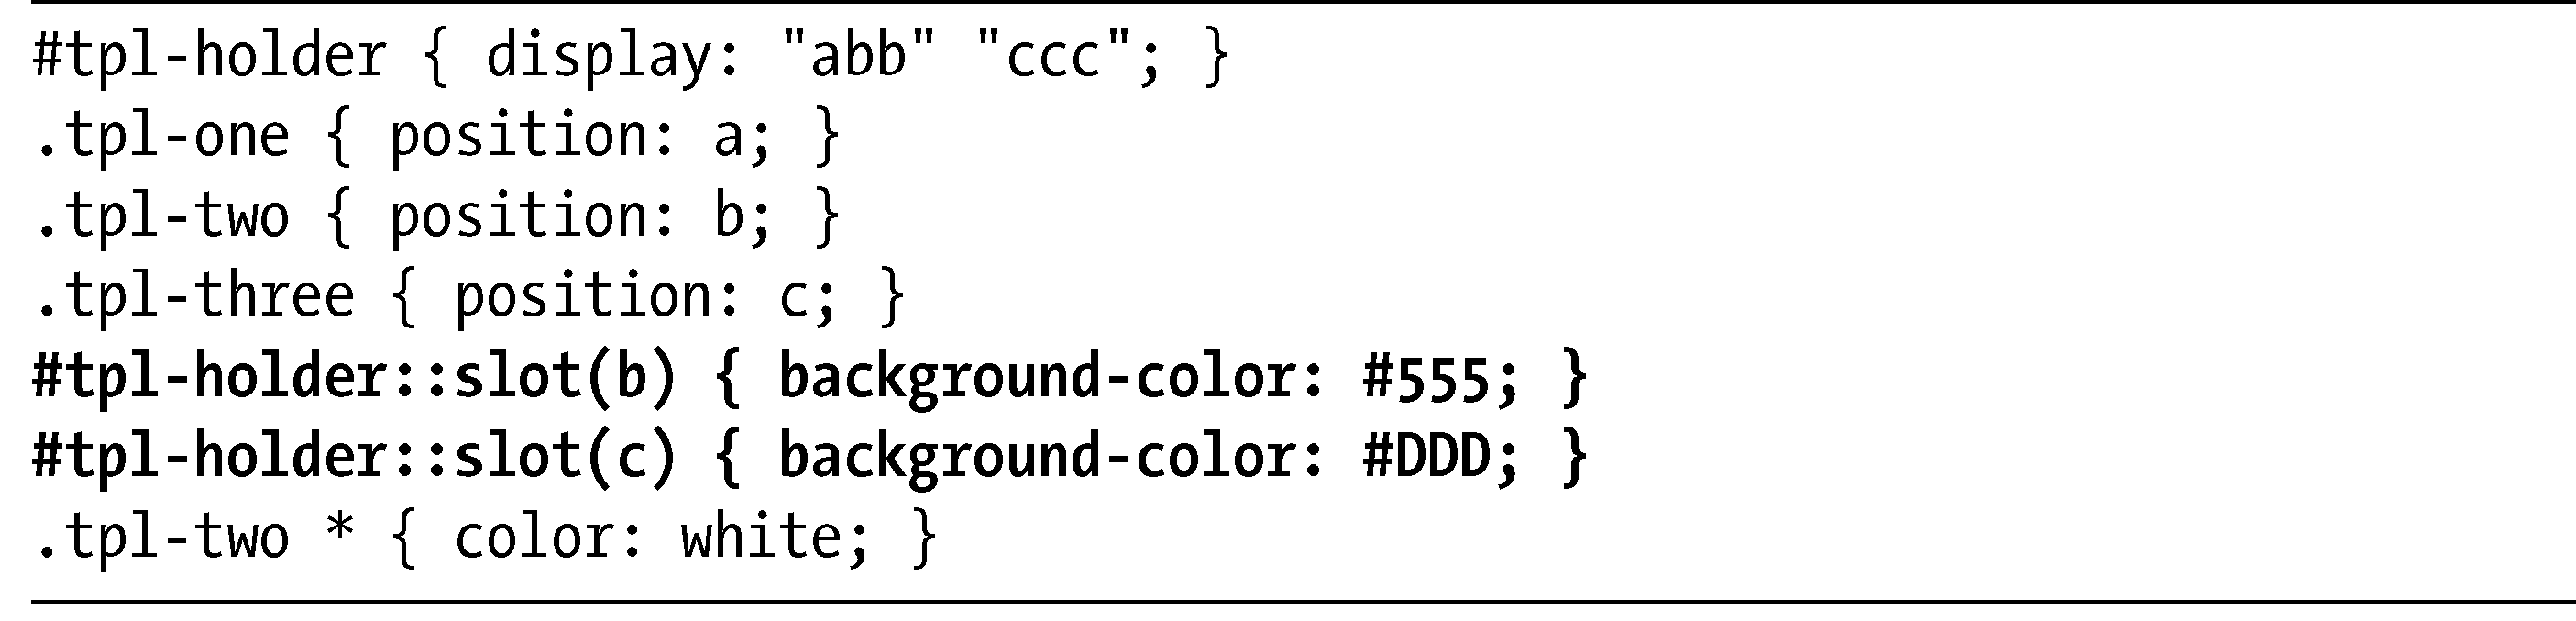 #tpl-holder { display: "abb" "ccc"; }
.tpl-one { position: a; }
.tpl-two { position: b; }
.tpl-three { position: c; }
#tpl-holder::slot(b) { background-color: #555; }
#tpl-holder::slot(c) { background-color: #DDD; }
.tpl-two * { color: white; }